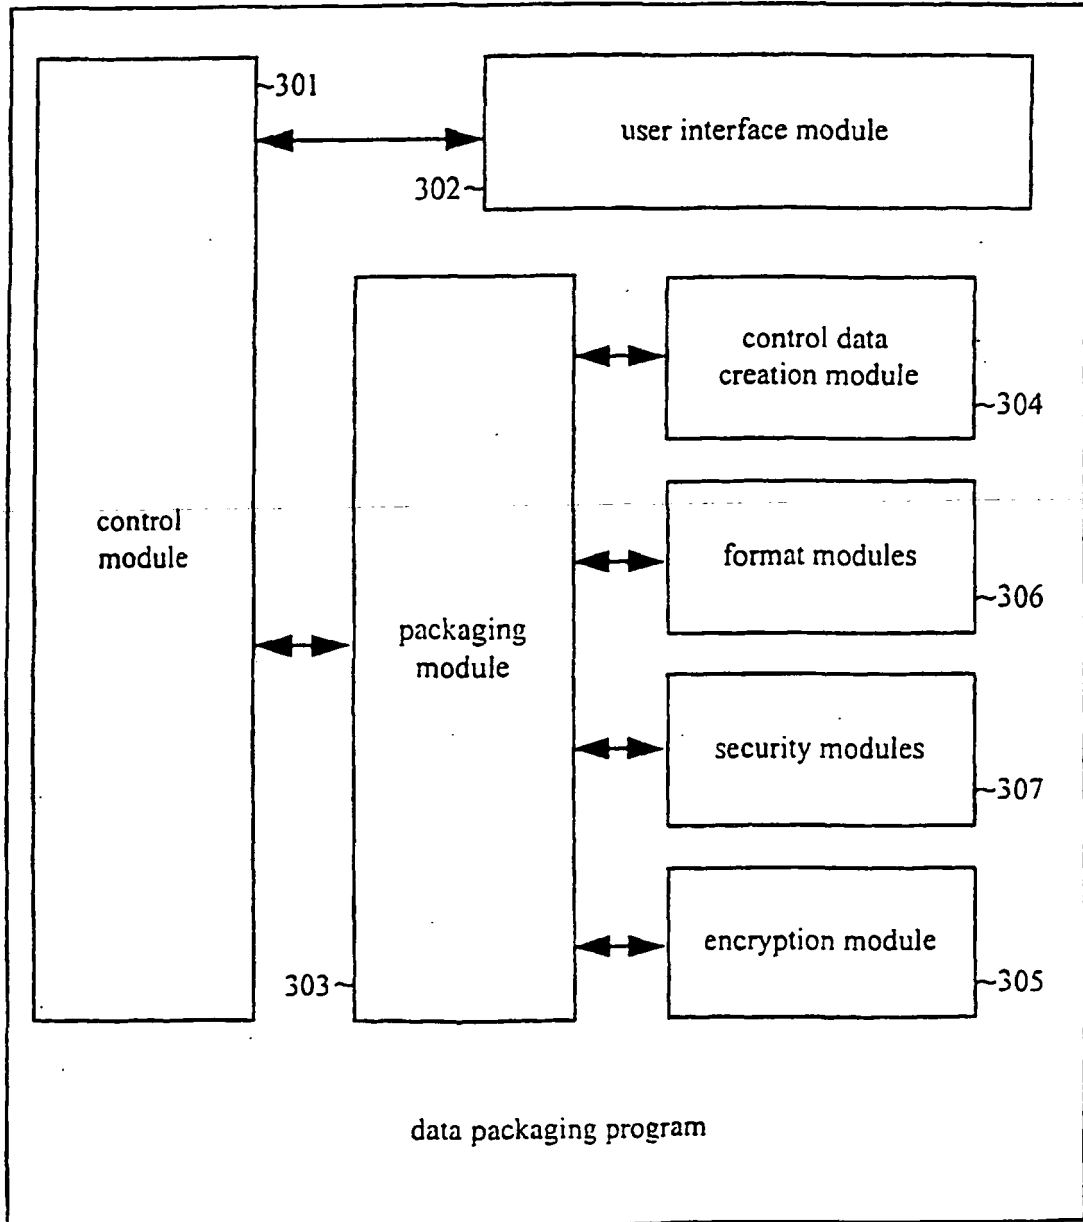 301
user interface module
302
control data
creation module
304
control
module
format modules
306
packaging
module
security modules
307
encryption module
303
305
data packaging program